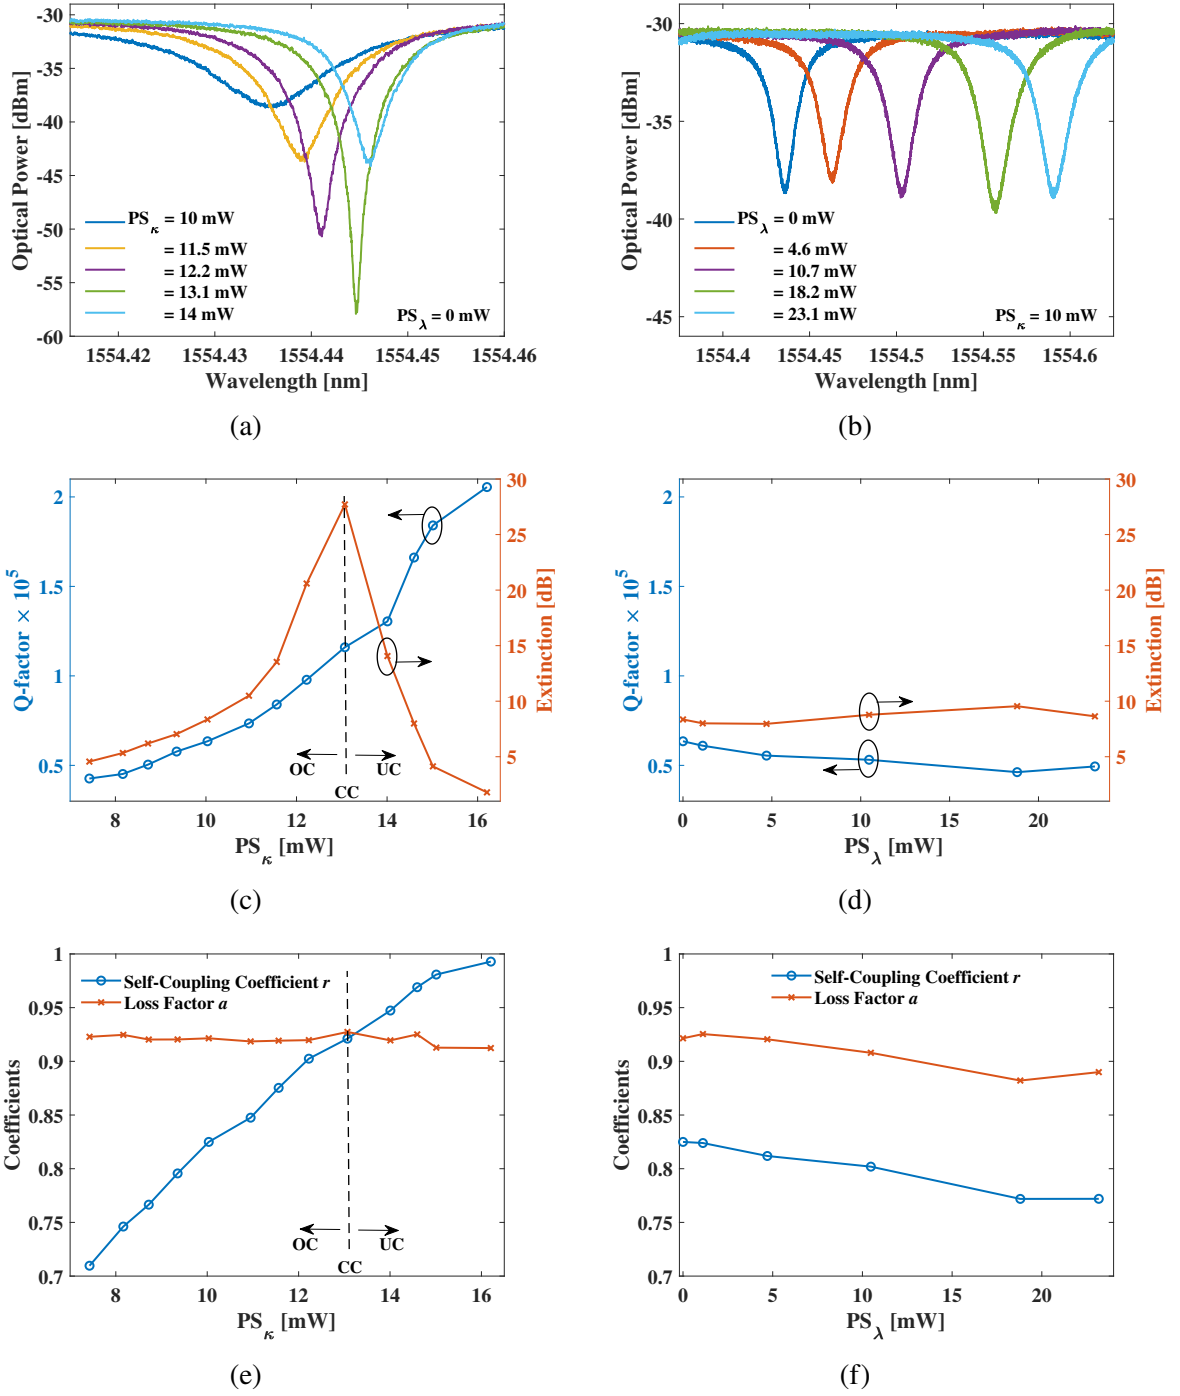 -30
-35
-40
-45
-50
-55
-60
Optical Power [dBm]
PSκ = 10 mW
= 11.5 mW
= 12.2 mW
= 13.1 mW
= 14 mW
PSλ = 0 mW
1554.42 1554.43 1554.44 1554.45 1554.46
Wavelength [nm]
(a)
-30
-35
-40
-45
Optical Power [dBm]
PSλ = 0 mW
= 4.6 mW
= 10.7 mW
= 18.2 mW
= 23.1 mW
PSκ = 10 mW
1554.4 1554.45 1554.5 1554.55 1554.6
Wavelength [nm]
(b)
2
1.5
1
0.5
Q-factor × 10^5
30
25
20
15
10
5
Extinction [dB]
OC UC
CC
8 10 12 14 16
PSκ [mW]
(c)
2
1.5
1
0.5
Q-factor × 10^5
30
25
20
15
10
5
Extinction [dB]
0 5 10 15 20
PSλ [mW]
(d)
1
0.95
0.9
0.85
0.8
0.75
0.7
Coefficients
Self-Coupling Coefficient r
Loss Factor a
OC UC
CC
8 10 12 14 16
PSκ [mW]
(e)
1
0.95
0.9
0.85
0.8
0.75
0.7
Coefficients
Self-Coupling Coefficient r
Loss Factor a
0 5 10 15 20
PSλ [mW]
(f)